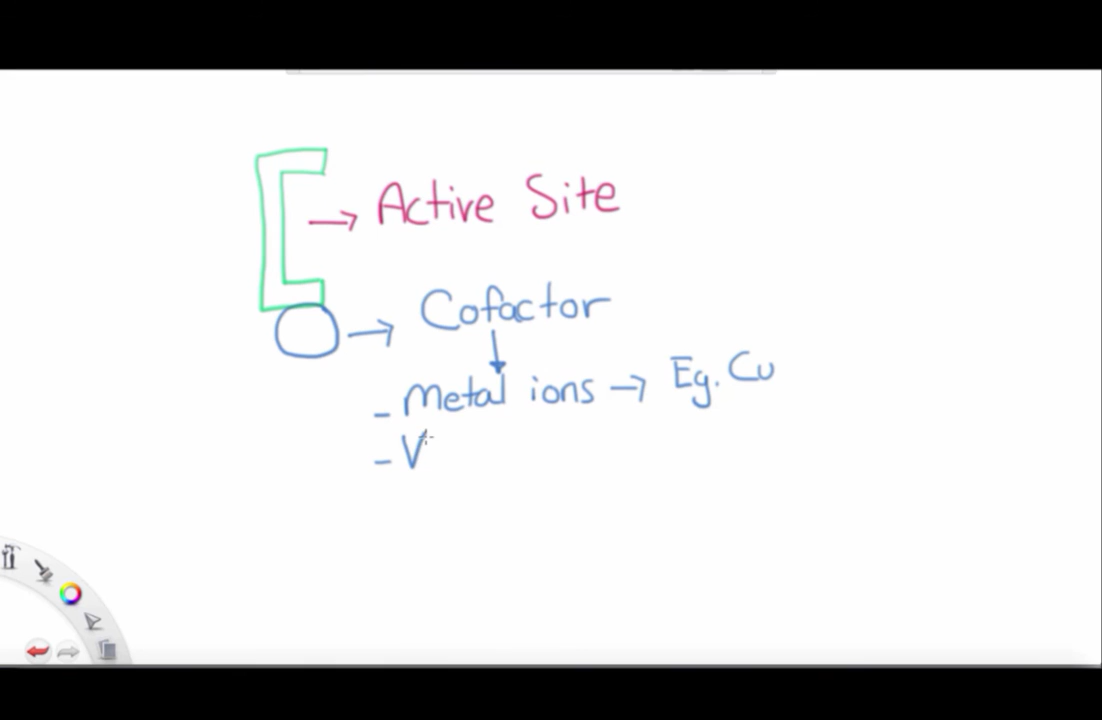 → Active Site
→ Cofactor
- Metal ions → Eg. Cu
- V